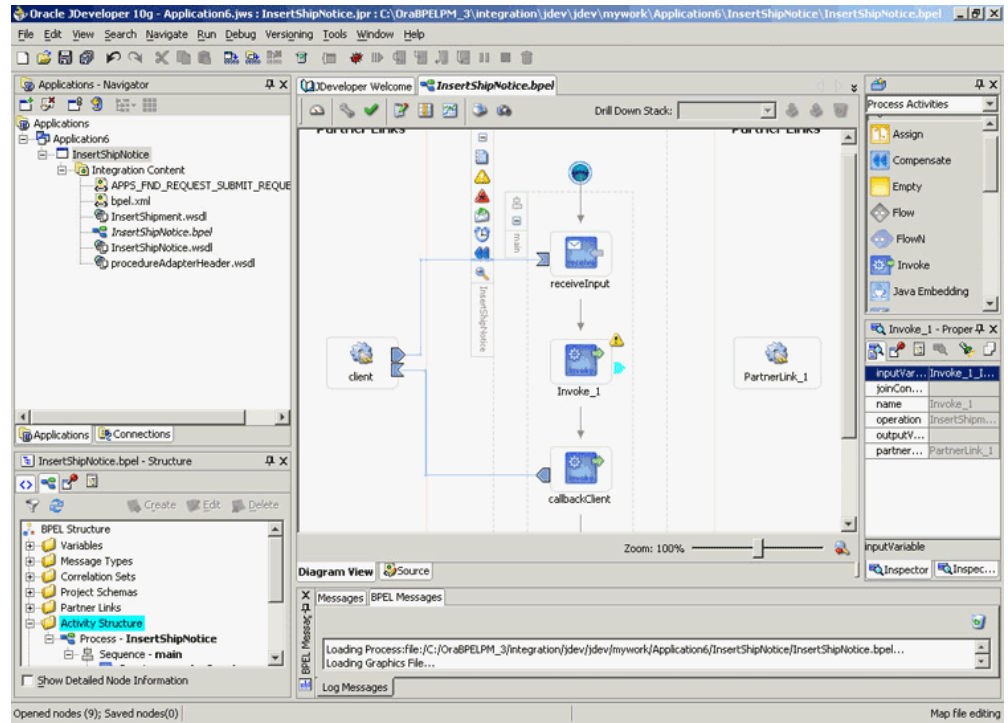 Oracle JDeveloper 10g - Application6.jws : InsertShipNotice.jpr : C:\OraBPELPM_3\integration\jdev\jdev\mywork\Application6\InsertShipNotice\InsertShipNotice.bpel
File Edit View Search Navigate Run Debug Versioning Tools Window Help
Applications - Navigator
Applications
Application6
InsertShipNotice
Integration Content
APPS_FND_REQUEST_SUBMIT_REQUE
bpel.xml
InsertShipment.wsdl
InsertShipNotice.bpel
InsertShipNotice.wsdl
procedureAdapterHeader.wsdl
Applications Connections
InsertShipNotice.bpel - Structure
Create Edit Delete
BPEL Structure
Variables
Message Types
Correlation Sets
Project Schemas
Partner Links
Activity Structure
Process - InsertShipNotice
Sequence - main
Show Detailed Node Information
JDeveloper Welcome InsertShipNotice.bpel
Drill Down Stack:
Partner Links Partner Links
main
InsertShipNotice
receive
receiveInput
client
invoke
Invoke_1
PartnerLink_1
invoke
callbackClient
Zoom: 100%
Diagram View Source
Messages BPEL Messages
BPEL Messag
Loading Process:file:/C:/OraBPELPM_3/integration/jdev/jdev/mywork/Application6/InsertShipNotice/InsertShipNotice.bpel...
Loading Graphics File...
Log Messages
Process Activities
Assign
Compensate
Empty
Flow
FlowN
Invoke
Java Embedding
Invoke_1 - Proper
inputVar... Invoke_1_I...
joinCon...
name Invoke_1
operation InsertShipm...
outputV...
partner... PartnerLink_1
inputVariable
Inspector Inspec...
Opened nodes (9); Saved nodes(0) Map file editing